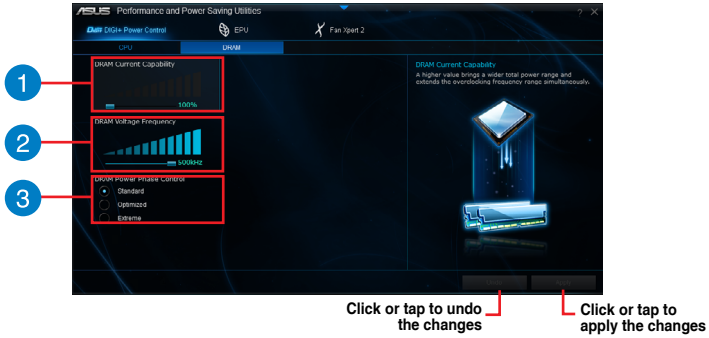 ASUS Performance and Power Saving Utilities
? X
DIGI+ Power Control
EPU
Fan Xpert 2
CPU
DRAM
1
DRAM Current Capability
100%
2
DRAM Voltage Frequency
500kHz
3
DRAM Power Phase Control
Standard
Optimized
Extreme
DRAM Current Capability
A higher value brings a wider total power range and
extends the overclocking frequency range simultaneously.
Undo
Apply
Click or tap to undo
the changes
Click or tap to
apply the changes